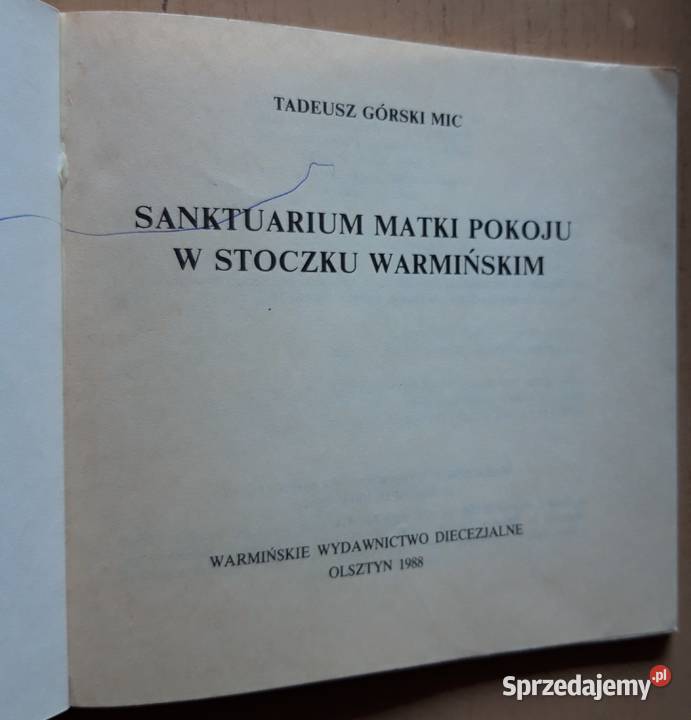 TADEUSZ GÓRSKI MIC
SANKTUARIUM MATKI POKOJU
W STOCZKU WARMIŃSKIM
WARMIŃSKIE WYDAWNICTWO DIECEZJALNE
OLSZTYN 1988
Sprzedajemy.pl